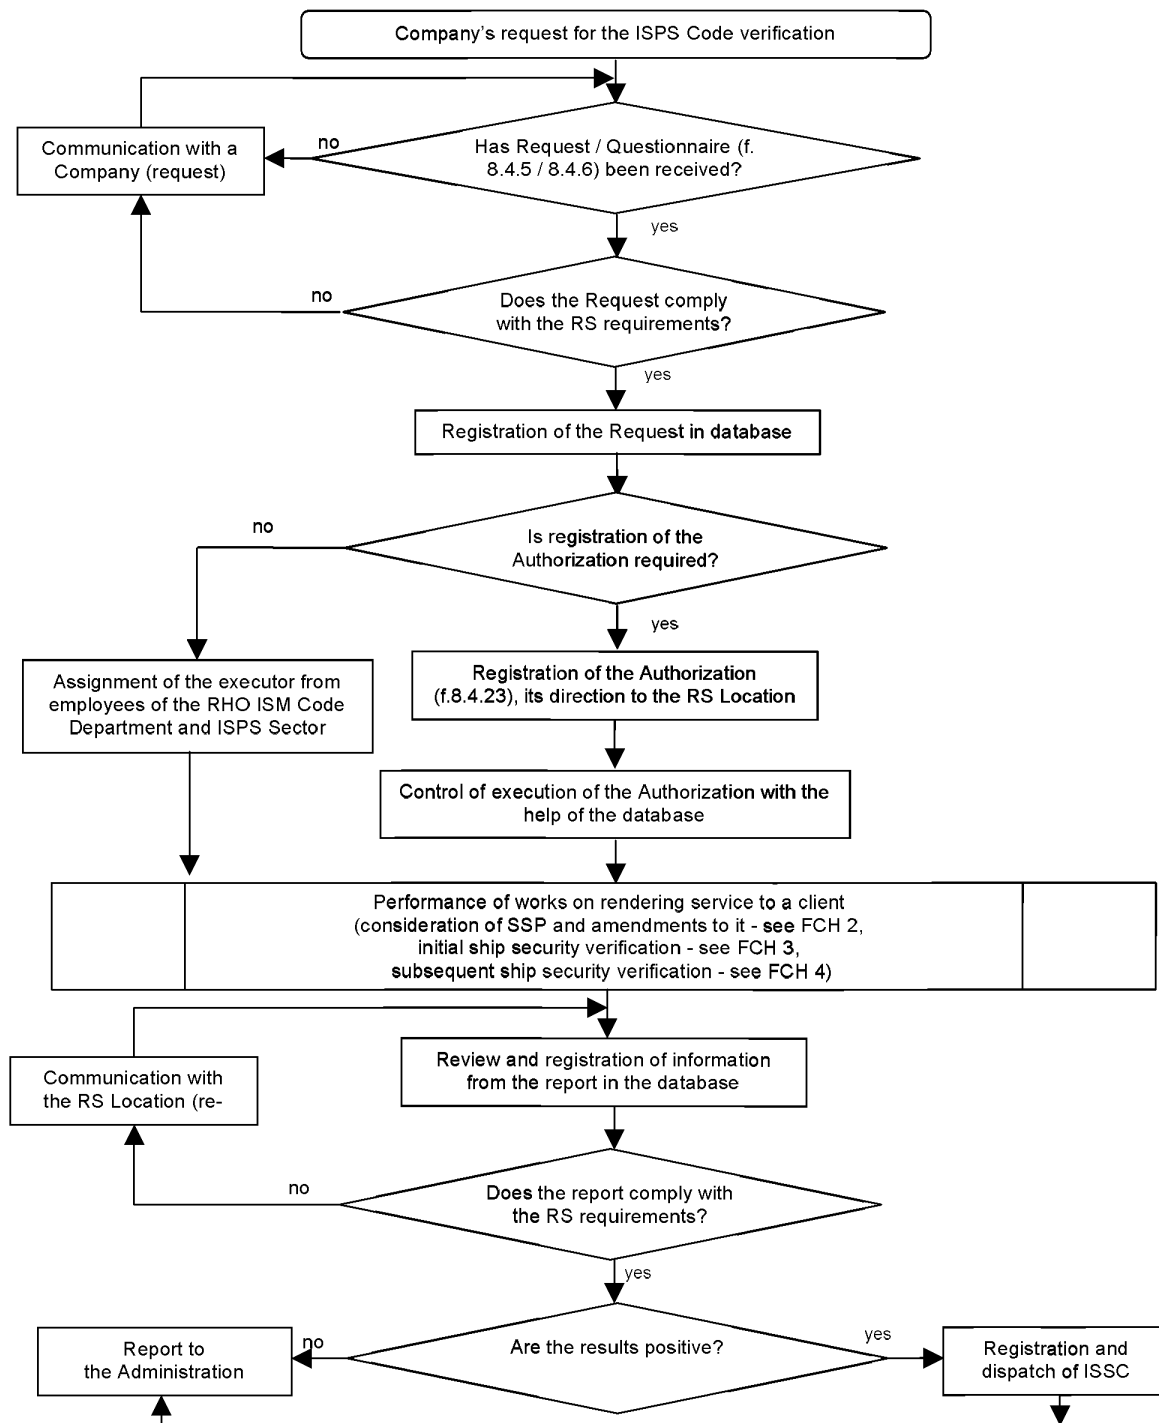 Company's request for the ISPS Code verification
no
Communication with a
Company (request)
Has Request / Questionnaire (f.
8.4.5 / 8.4.6) been received?
yes
no
Does the Request comply
with the RS requirements?
yes
Registration of the Request in database
no
Is registration of the
Authorization required?
yes
Assignment of the executor from
employees of the RHO ISM Code
Department and ISPS Sector
Registration of the Authorization
(f.8.4.23), its direction to the RS Location
Control of execution of the Authorization with the
help of the database
Performance of works on rendering service to a client
(consideration of SSP and amendments to it - see FCH 2,
initial ship security verification - see FCH 3,
subsequent ship security verification - see FCH 4)
Communication with
the RS Location (re-
Review and registration of information
from the report in the database
no
Does the report comply with
the RS requirements?
yes
Report to
the Administration
no
Are the results positive?
yes
Registration and
dispatch of ISSC